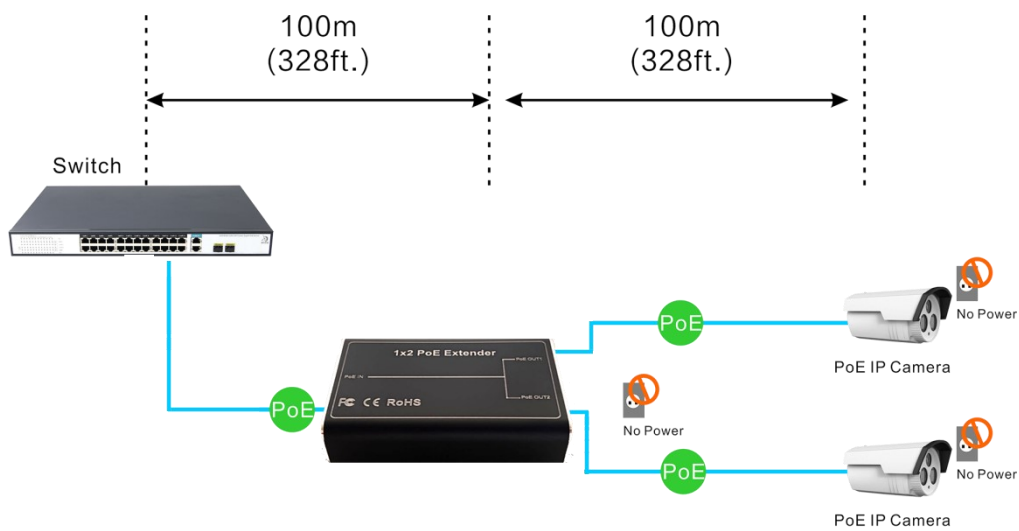 100m
(328ft.)
100m
(328ft.)
Switch
PoE
No Power
PoE IP Camera
1x2 PoE Extender
PoE OUT1
PoE IN
PoE OUT2
FC CE RoHS
PoE
No Power
PoE
No Power
PoE IP Camera